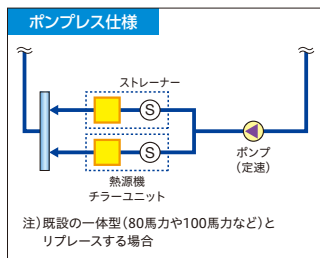 ポンプレス仕様
ストレーナー
S
S
ポンプ
(定速)
熱源機
チラーユニット
注)既設の一体型(80馬力や100馬力など)と
リプレースする場合